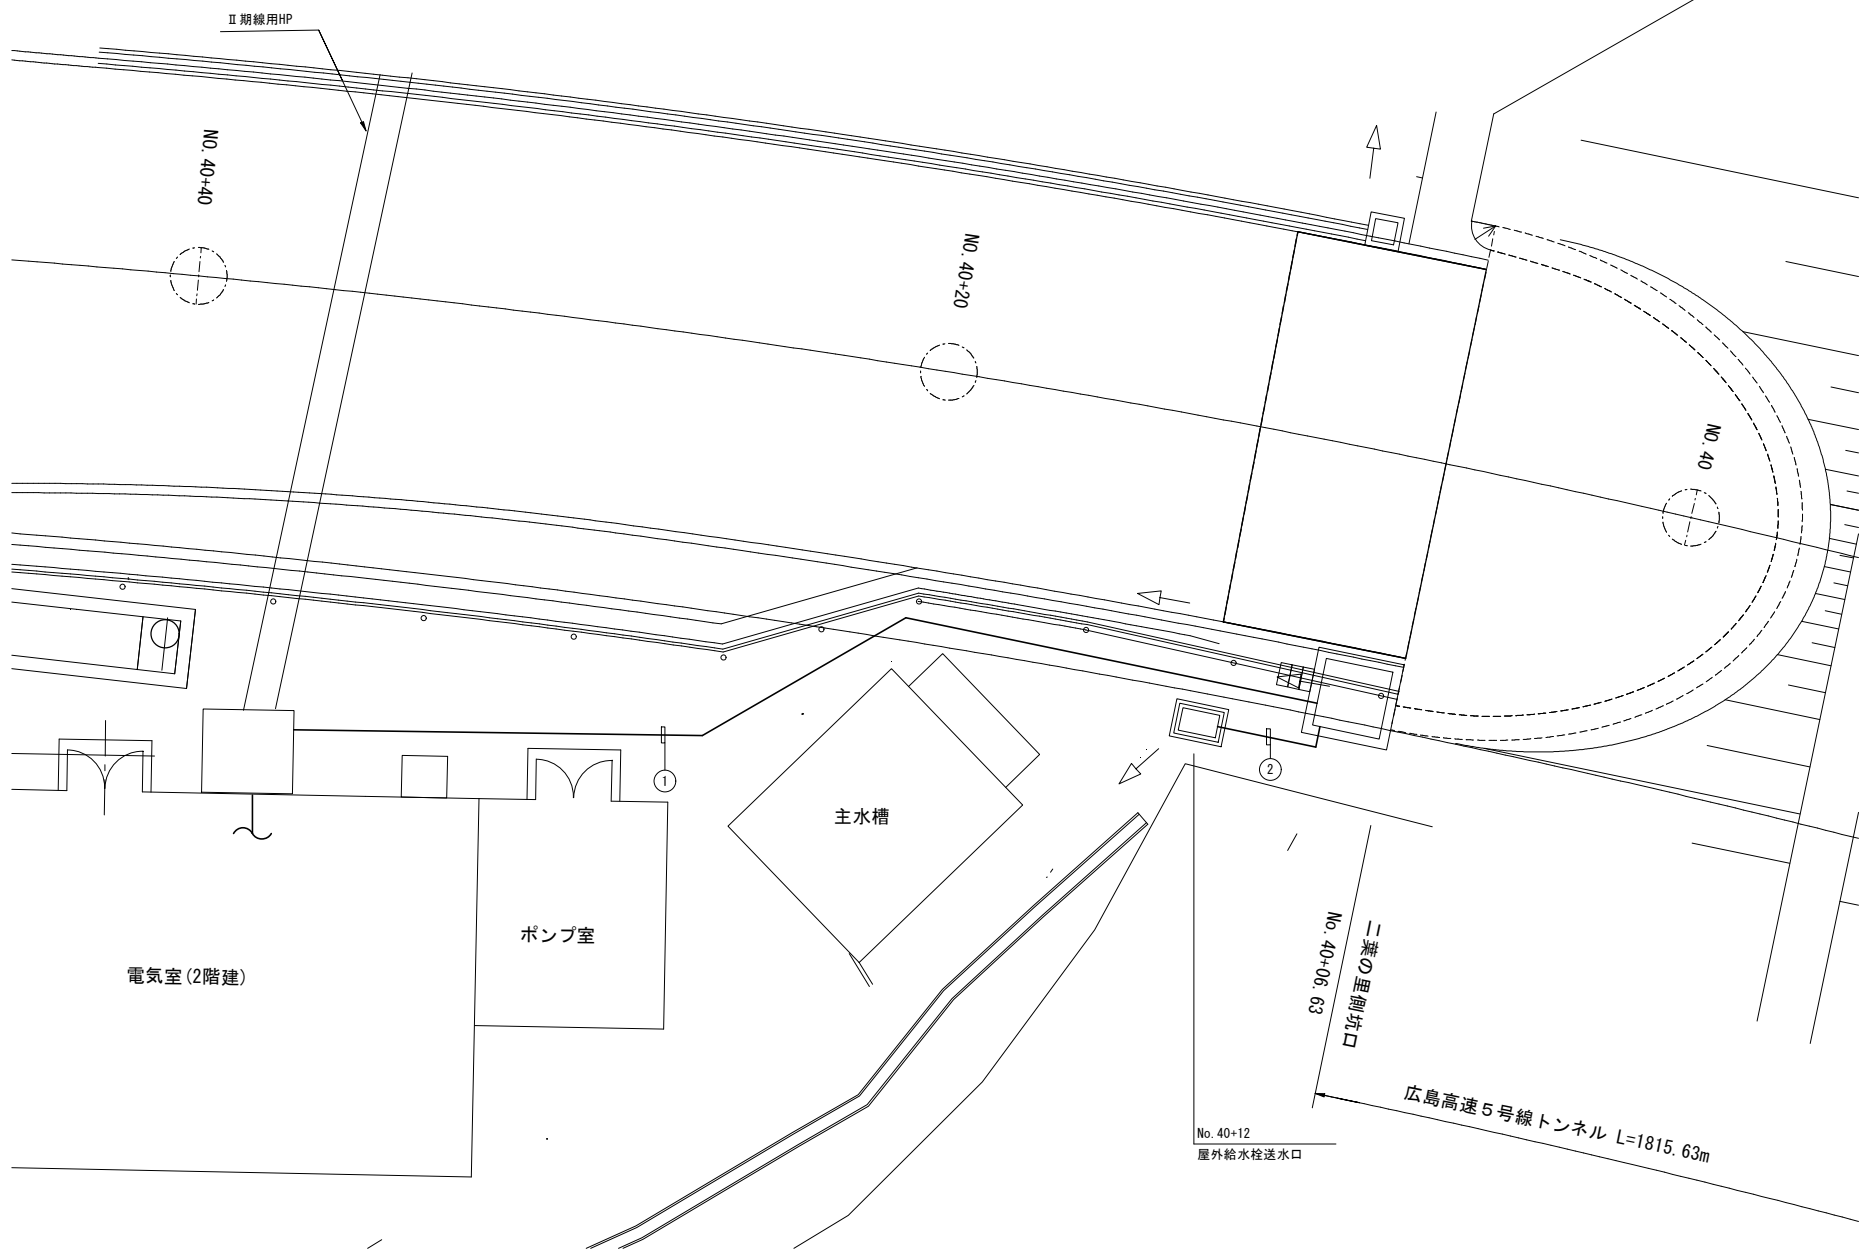 Ⅱ期線用HP
NO. 40+40
NO. 40+20
NO. 40
1
2
主水槽
ポンプ室
電気室(2階建)
二葉の里側坑口
No. 40+06. 63
広島高速５号線トンネル L=1815. 63m
No. 40+12
屋外給水栓送水口